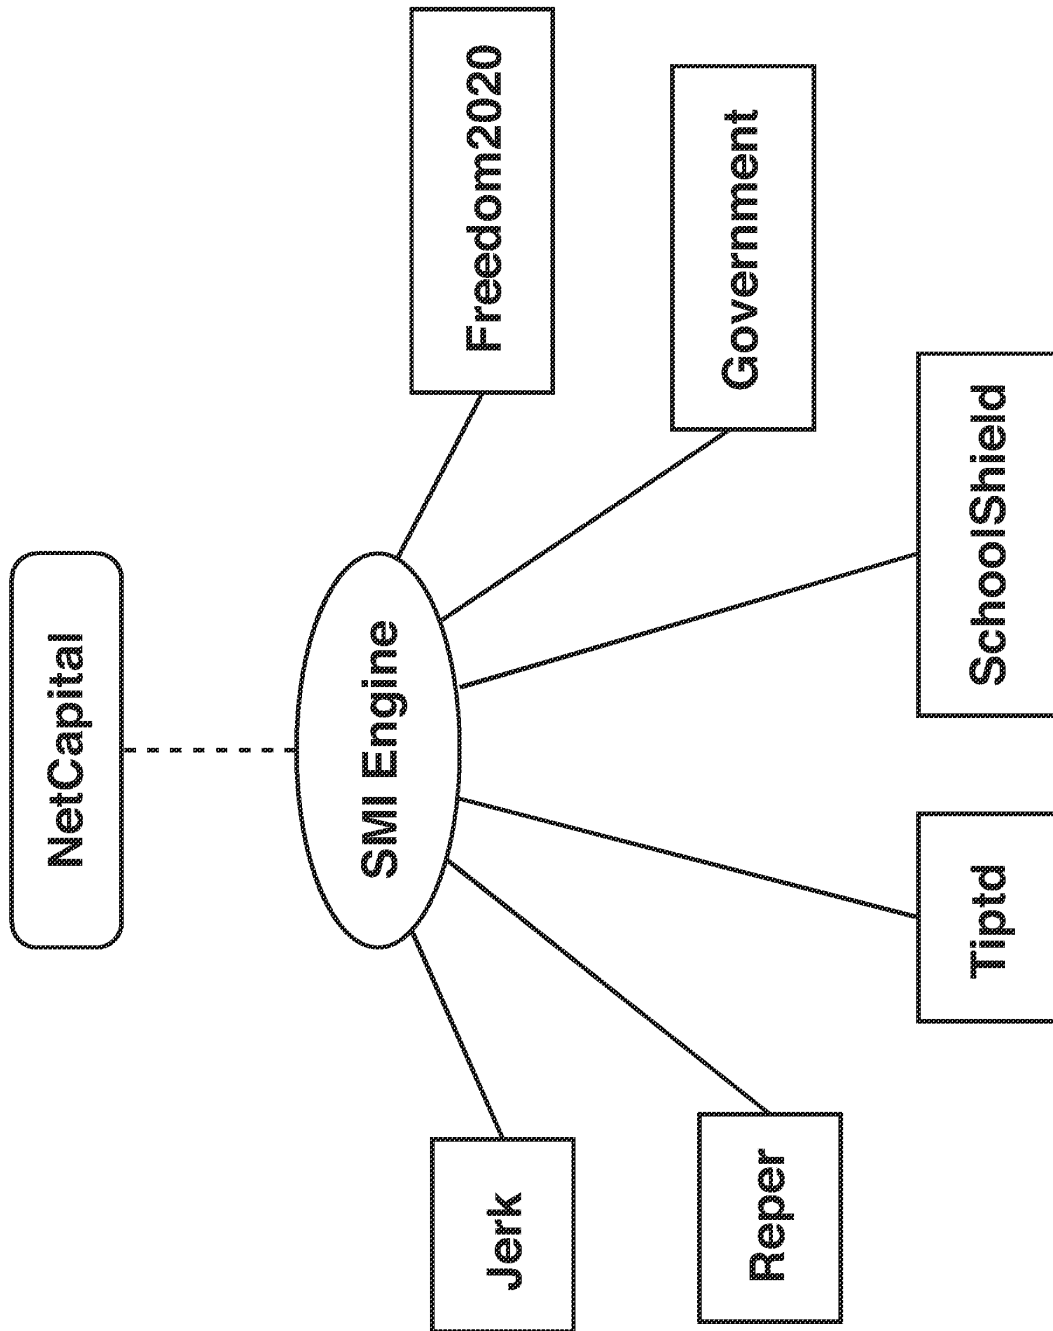 NetCapital
SMI Engine
Jerk
Freedom2020
Reper
Government
Tiptd
SchoolShield